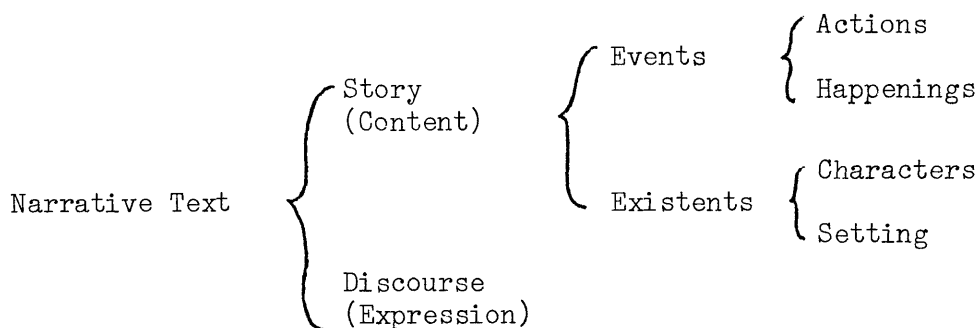 Actions
Events
Happenings
Story
(Content)
Characters
Narrative Text
Existents
Setting
Discourse
(Expression)